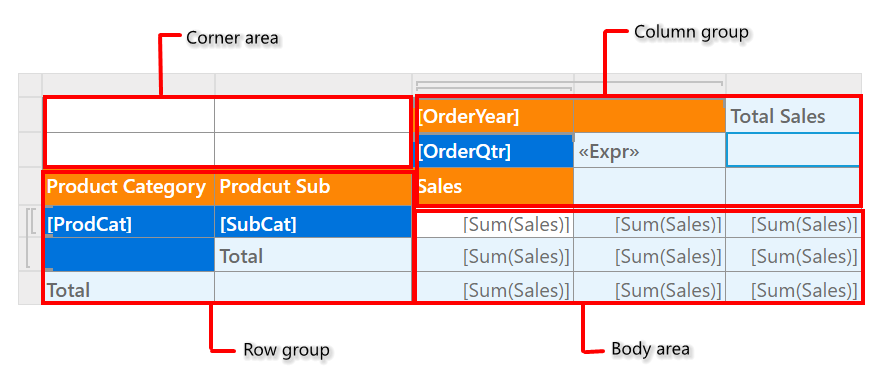 Corner area
Column group
[OrderYear] Total Sales
[OrderQtr] «Expr»
Product Category Prodcut Sub Sales
[ProdCat] [SubCat] [Sum(Sales)] [Sum(Sales)] [Sum(Sales)]
Total [Sum(Sales)] [Sum(Sales)] [Sum(Sales)]
Total [Sum(Sales)] [Sum(Sales)] [Sum(Sales)]
Row group
Body area